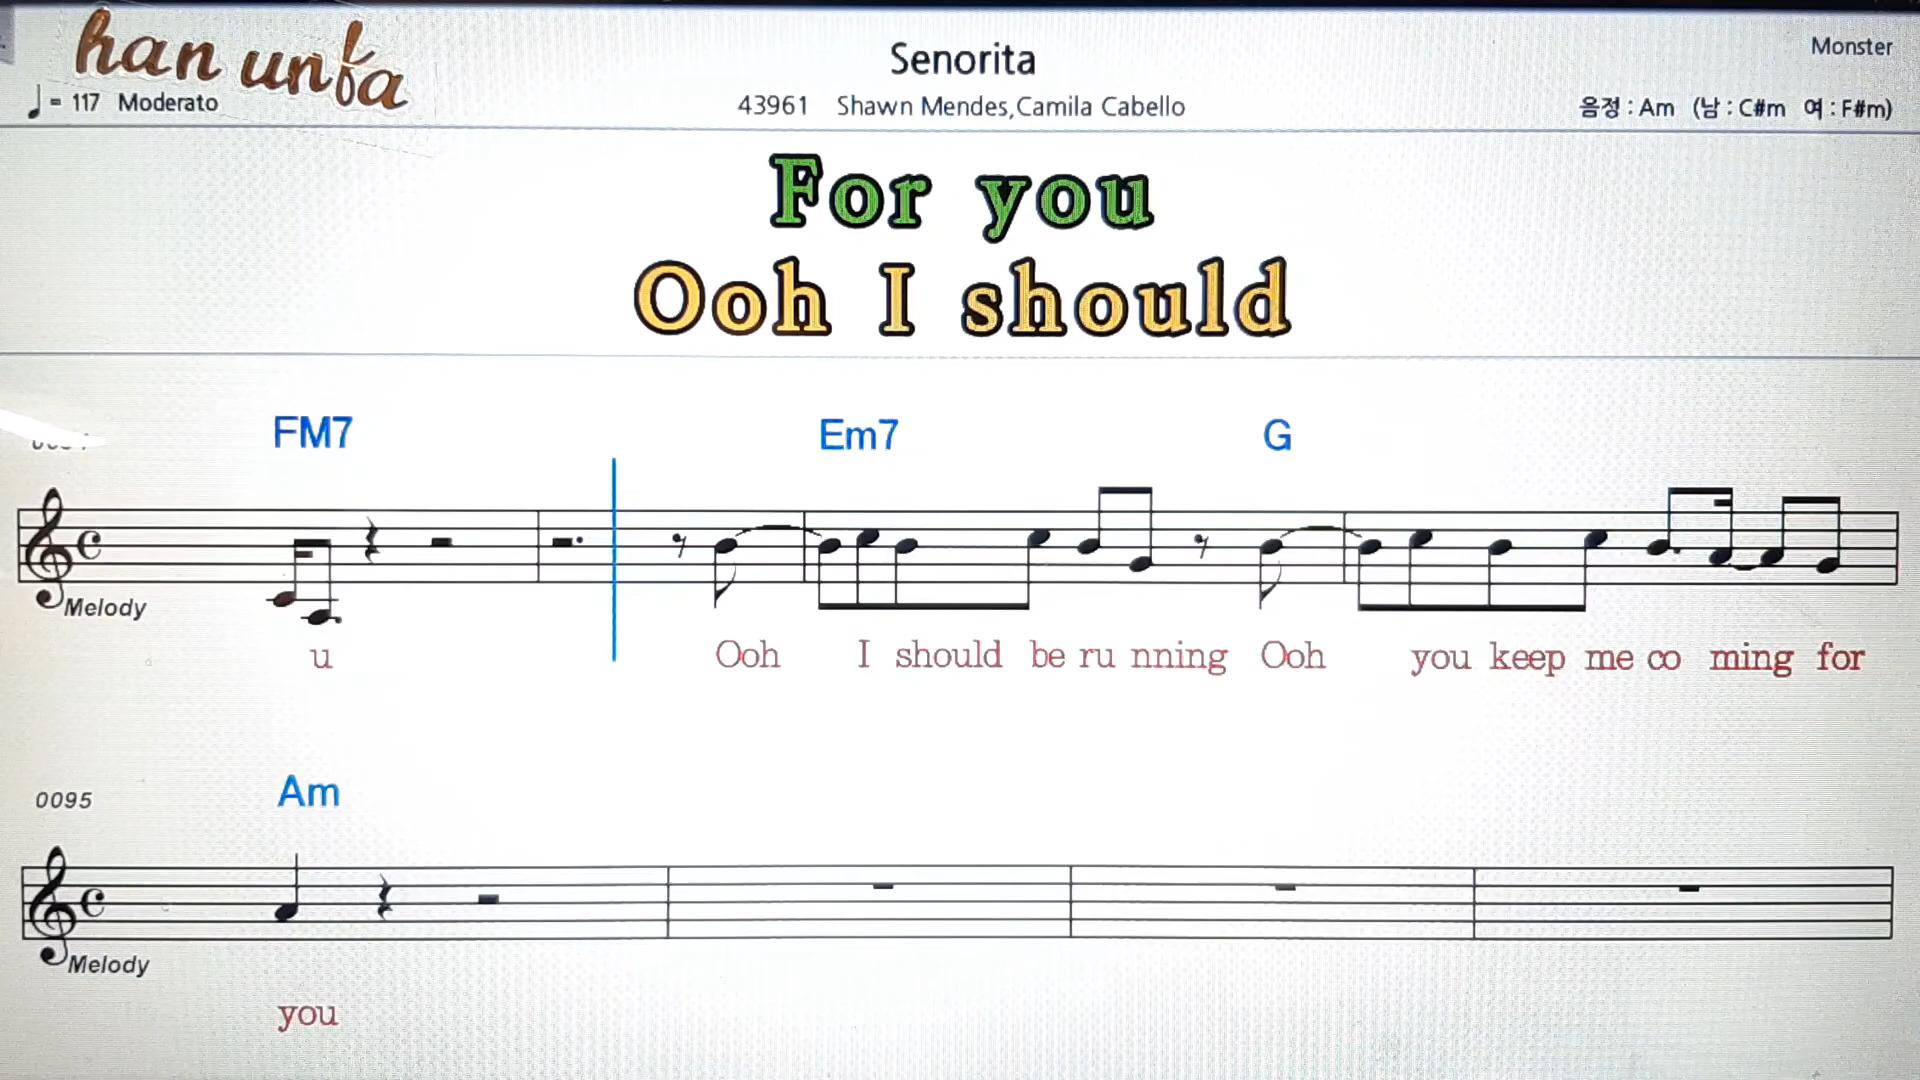 han unfa
Senorita
Monster
= 117 Moderato
43961 Shawn Mendes,Camila Cabello
음정 : Am (남 : C#m 여 : F#m)
For you
Ooh I should
FM7 Em7 G
Melody
u Ooh I should be ru nning Ooh you keep me co ming for
0095 Am
Melody
you